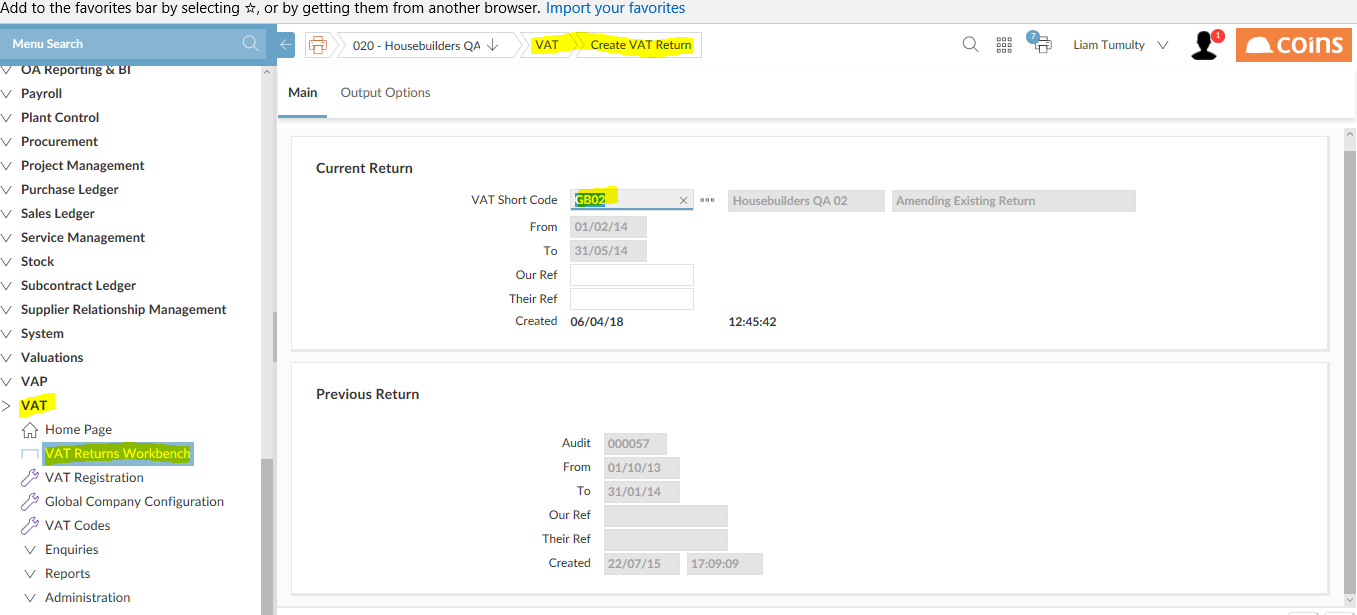 Add to the favorites bar by selecting ☆, or by getting them from another browser. Import your favorites
Menu Search
020 - Housebuilders QA
VAT
Create VAT Return
7
Liam Tumulty
1
coins
OA Reporting & BI
Payroll
Plant Control
Procurement
Project Management
Purchase Ledger
Sales Ledger
Service Management
Stock
Subcontract Ledger
Supplier Relationship Management
System
Valuations
VAP
VAT
Home Page
VAT Returns Workbench
VAT Registration
Global Company Configuration
VAT Codes
Enquiries
Reports
Administration
Main
Output Options
Current Return
VAT Short Code GB02 Housebuilders QA 02 Amending Existing Return
From 01/02/14
To 31/05/14
Our Ref
Their Ref
Created 06/04/18 12:45:42
Previous Return
Audit 000057
From 01/10/13
To 31/01/14
Our Ref
Their Ref
Created 22/07/15 17:09:09